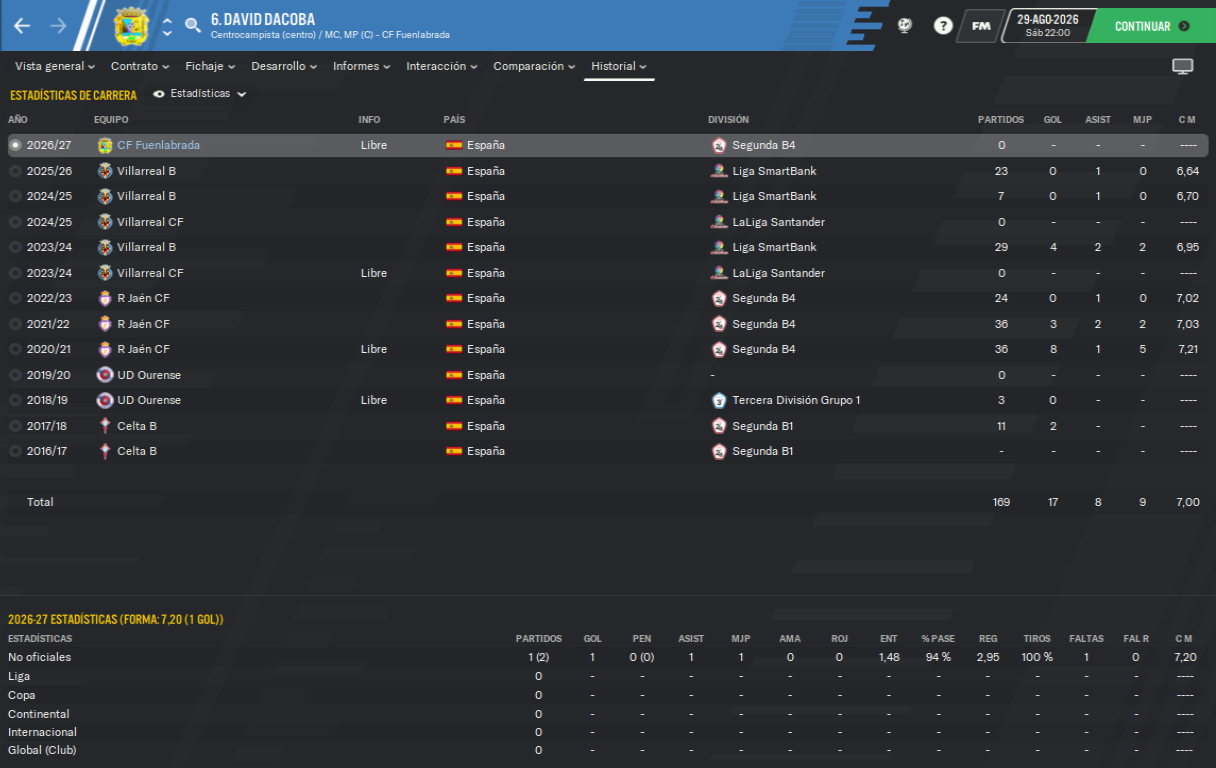 6. DAVID DACOBA
Centrocampista (centro) / MC, MP (C) - CF Fuenlabrada
?
FM
29-AGO-2026
Sáb 22:00
CONTINUAR
Vista general Contrato Fichaje Desarrollo Informes Interacción Comparación Historial
ESTADÍSTICAS DE CARRERA Estadísticas
AÑO EQUIPO INFO PAÍS DIVISIÓN PARTIDOS GOL ASIST MJP C M
2026/27 CF Fuenlabrada Libre España Segunda B4 0 - - - ----
2025/26 Villarreal B España Liga SmartBank 23 0 1 0 6,64
2024/25 Villarreal B España Liga SmartBank 7 0 1 0 6,70
2024/25 Villarreal CF España LaLiga Santander 0 - - - ----
2023/24 Villarreal B España Liga SmartBank 29 4 2 2 6,95
2023/24 Villarreal CF Libre España LaLiga Santander 0 - - - ----
2022/23 R Jaén CF España Segunda B4 24 0 1 0 7,02
2021/22 R Jaén CF España Segunda B4 36 3 2 2 7,03
2020/21 R Jaén CF Libre España Segunda B4 36 8 1 5 7,21
2019/20 UD Ourense España - 0 - - - ----
2018/19 UD Ourense Libre España Tercera División Grupo 1 3 0 - - ----
2017/18 Celta B España Segunda B1 11 2 - - ----
2016/17 Celta B España Segunda B1 - - - - ----
Total 169 17 8 9 7,00
2026-27 ESTADÍSTICAS (FORMA: 7,20 (1 GOL))
ESTADÍSTICAS PARTIDOS GOL PEN ASIST MJP AMA ROJ ENT % PASE REG TIROS FALTAS FAL R C M
No oficiales 1 (2) 1 0 (0) 1 1 0 0 1,48 94 % 2,95 100 % 1 0 7,20
Liga 0 - - - - - - - - - - - - ----
Copa 0 - - - - - - - - - - - - ----
Continental 0 - - - - - - - - - - - - ----
Internacional 0 - - - - - - - - - - - - ----
Global (Club) 0 - - - - - - - - - - - - ----